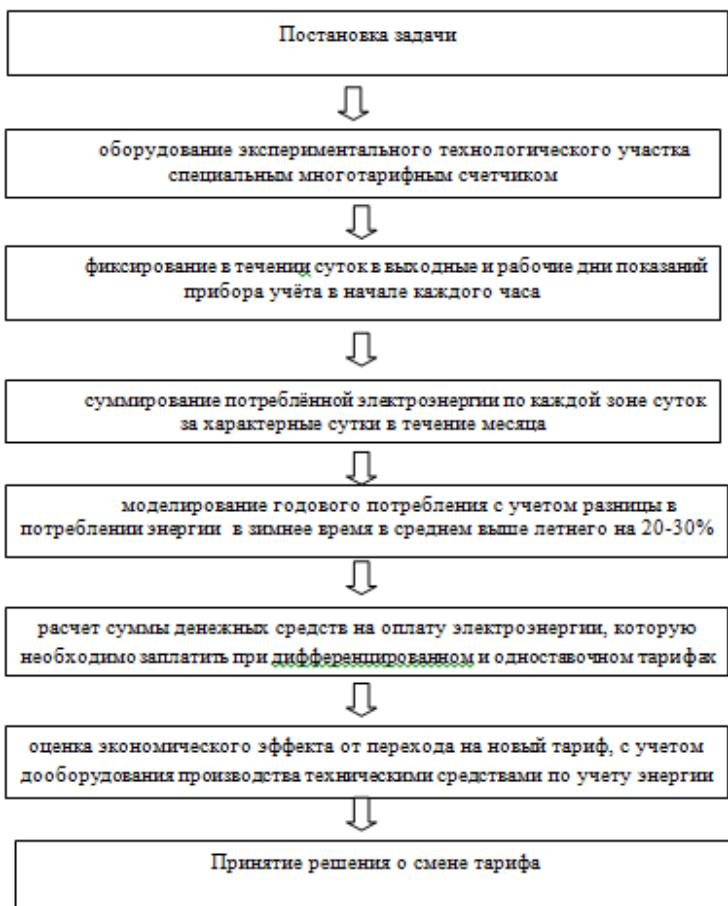 Постановка задачи
оборудование экспериментального технологического участка
специальным многотарифным счетчиком
фиксирование в течении суток в выходные и рабочие дни показаний
прибора учёта в начале каждого часа
суммирование потреблённой электроэнергии по каждой зоне суток
за характерные сутки в течение месяца
моделирование годового потребления с учетом разницы в
потреблении энергии в зимнее время в среднем выше летнего на 20-30%
расчет суммы денежных средств на оплату электроэнергии, которую
необходимо заплатить при дифференцированном и одноставочном тарифах
оценка экономического эффекта от перехода на новый тариф, с учетом
дооборудования производства техническими средствами по учету энергии
Принятие решения о смене тарифа